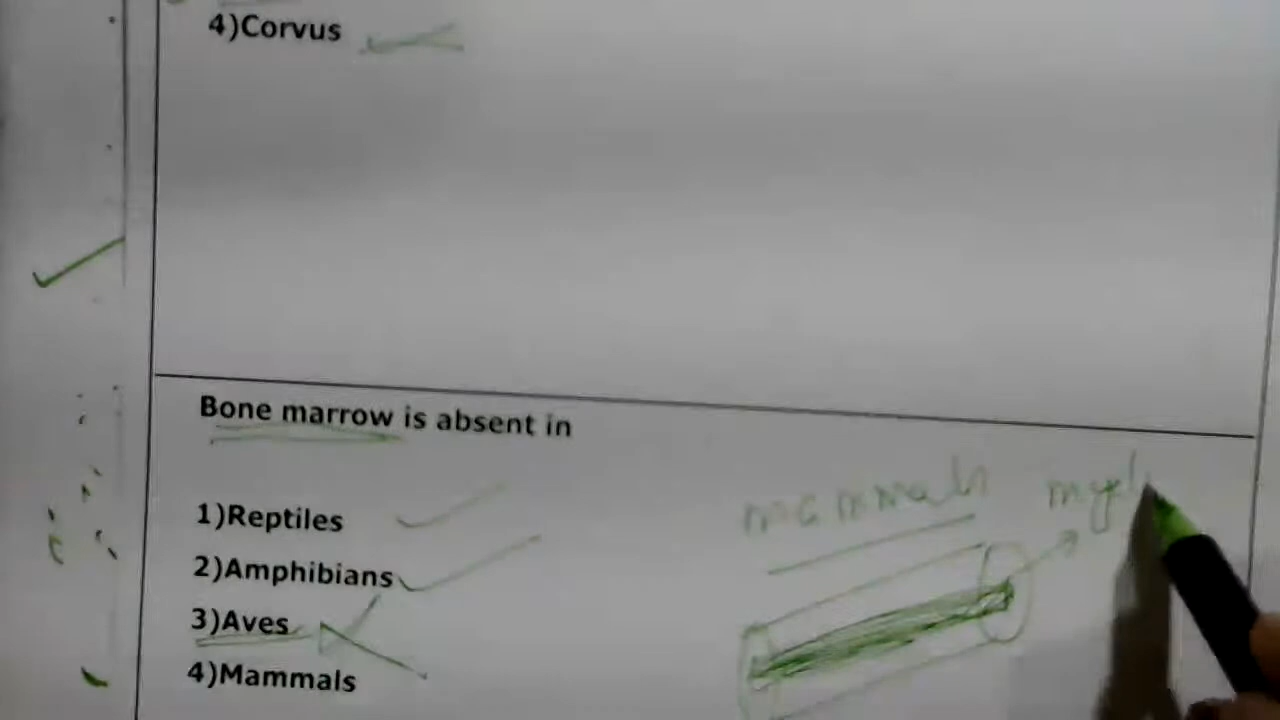 4)Corvus
Bone marrow is absent in
mammals
1)Reptiles
2)Amphibians
3)Aves
4)Mammals